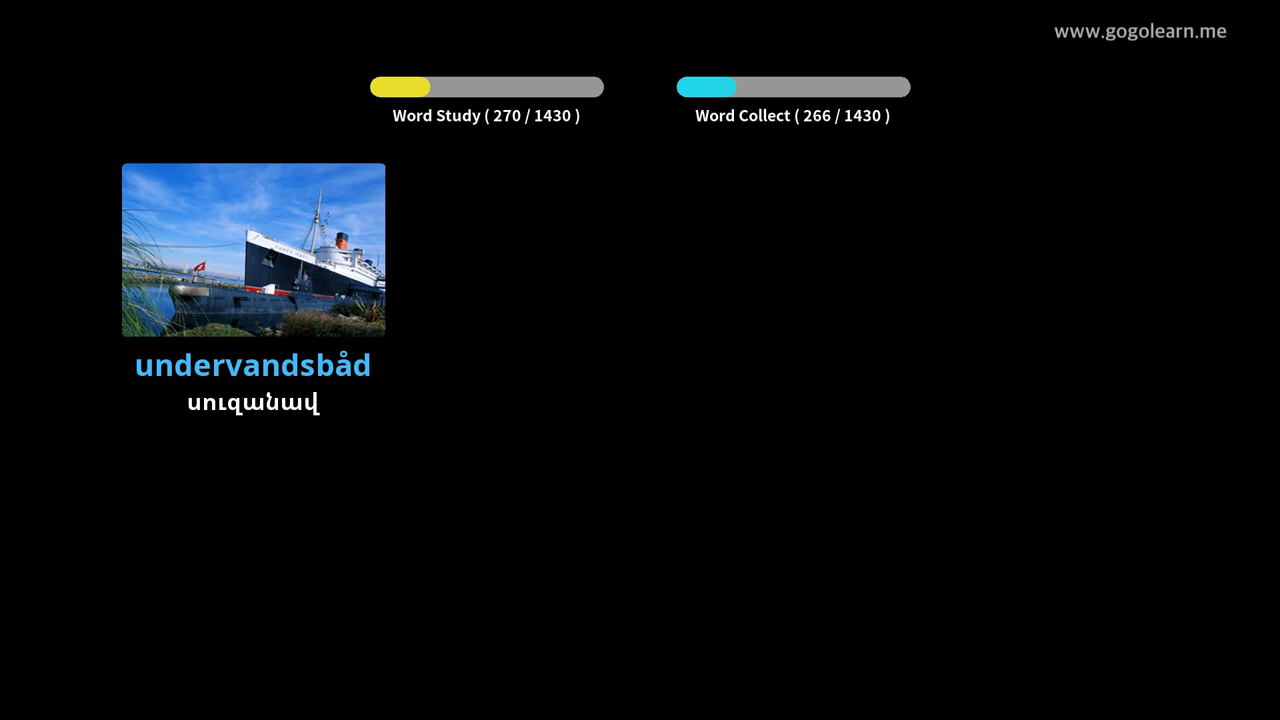 www.gogolearn.me
Word Study ( 270 / 1430 )
Word Collect ( 266 / 1430 )
undervandsbåd
սուզանավ